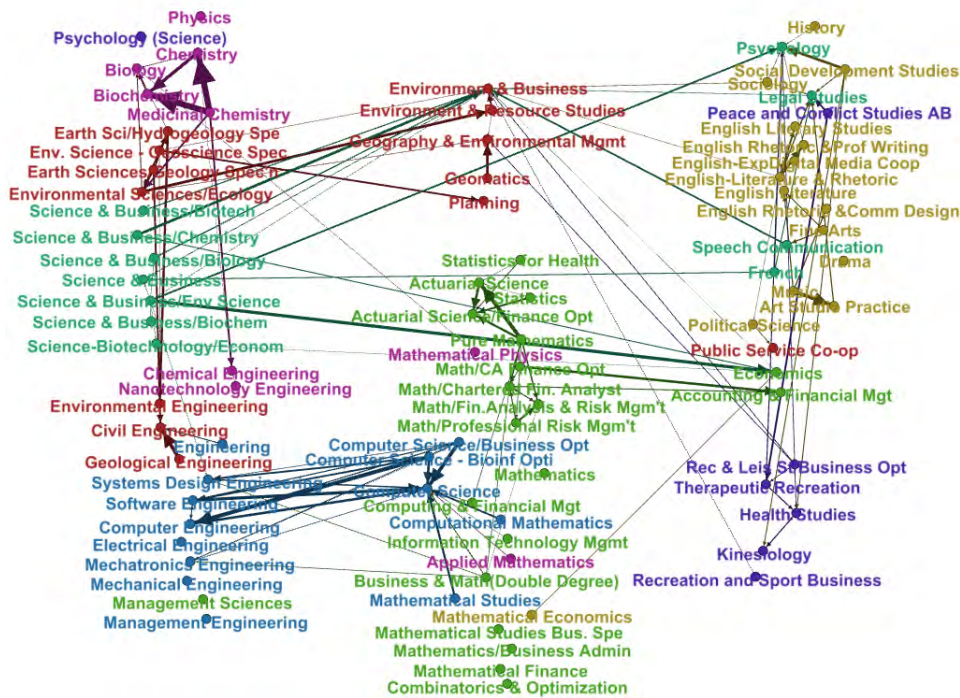 Physics
Psychology (Science)
Chemistry
Biology
Biochemistry
Medicinal Chemistry
Earth Sci/Hydrogeology Spe
Env. Science - Geoscience Spec
Earth Sciences/Geology Spec'n
Environmental Sciences/Ecology
Science & Business/Biotech
Science & Business/Chemistry
Science & Business/Biology
Science & Business
Science & Business/Env Science
Science & Business/Biochem
Science-Biotechnology/Econom
Chemical Engineering
Nanotechnology Engineering
Environmental Engineering
Civil Engineering
Engineering
Geological Engineering
Systems Design Engineering
Software Engineering
Computer Engineering
Electrical Engineering
Mechatronics Engineering
Mechanical Engineering
Management Sciences
Management Engineering
Environment & Business
Environment & Resource Studies
Geography & Environmental Mgmt
Geomatics
Planning
Statistics for Health
Actuarial Science
Statistics
Actuarial Science/Finance Opt
Pure Mathematics
Mathematical Physics
Math/CA Finance Opt
Math/Chartered Fin. Analyst
Math/Fin.Analysis & Risk Mgm't
Math/Professional Risk Mgm't
Computer Science/Business Opt
Computer Science - Bioinf Opti
Mathematics
Computer Science
Computing & Financial Mgt
Computational Mathematics
Information Technology Mgmt
Applied Mathematics
Business & Math(Double Degree)
Mathematical Studies
Mathematical Economics
Mathematical Studies Bus. Spe
Mathematics/Business Admin
Mathematical Finance
Combinatorics & Optimization
History
Psychology
Social Development Studies
Sociology
Legal Studies
Peace and Conflict Studies AB
English Literary Studies
English Rhetoric &Prof Writing
English-ExpDigital Media Coop
English-Literature & Rhetoric
English Literature
English Rhetoric &Comm Design
Fine Arts
Speech Communication
Drama
French
Music
Art Studio Practice
Political Science
Public Service Co-op
Economics
Accounting & Financial Mgt
Rec & Leis St Business Opt
Therapeutic Recreation
Health Studies
Kinesiology
Recreation and Sport Business